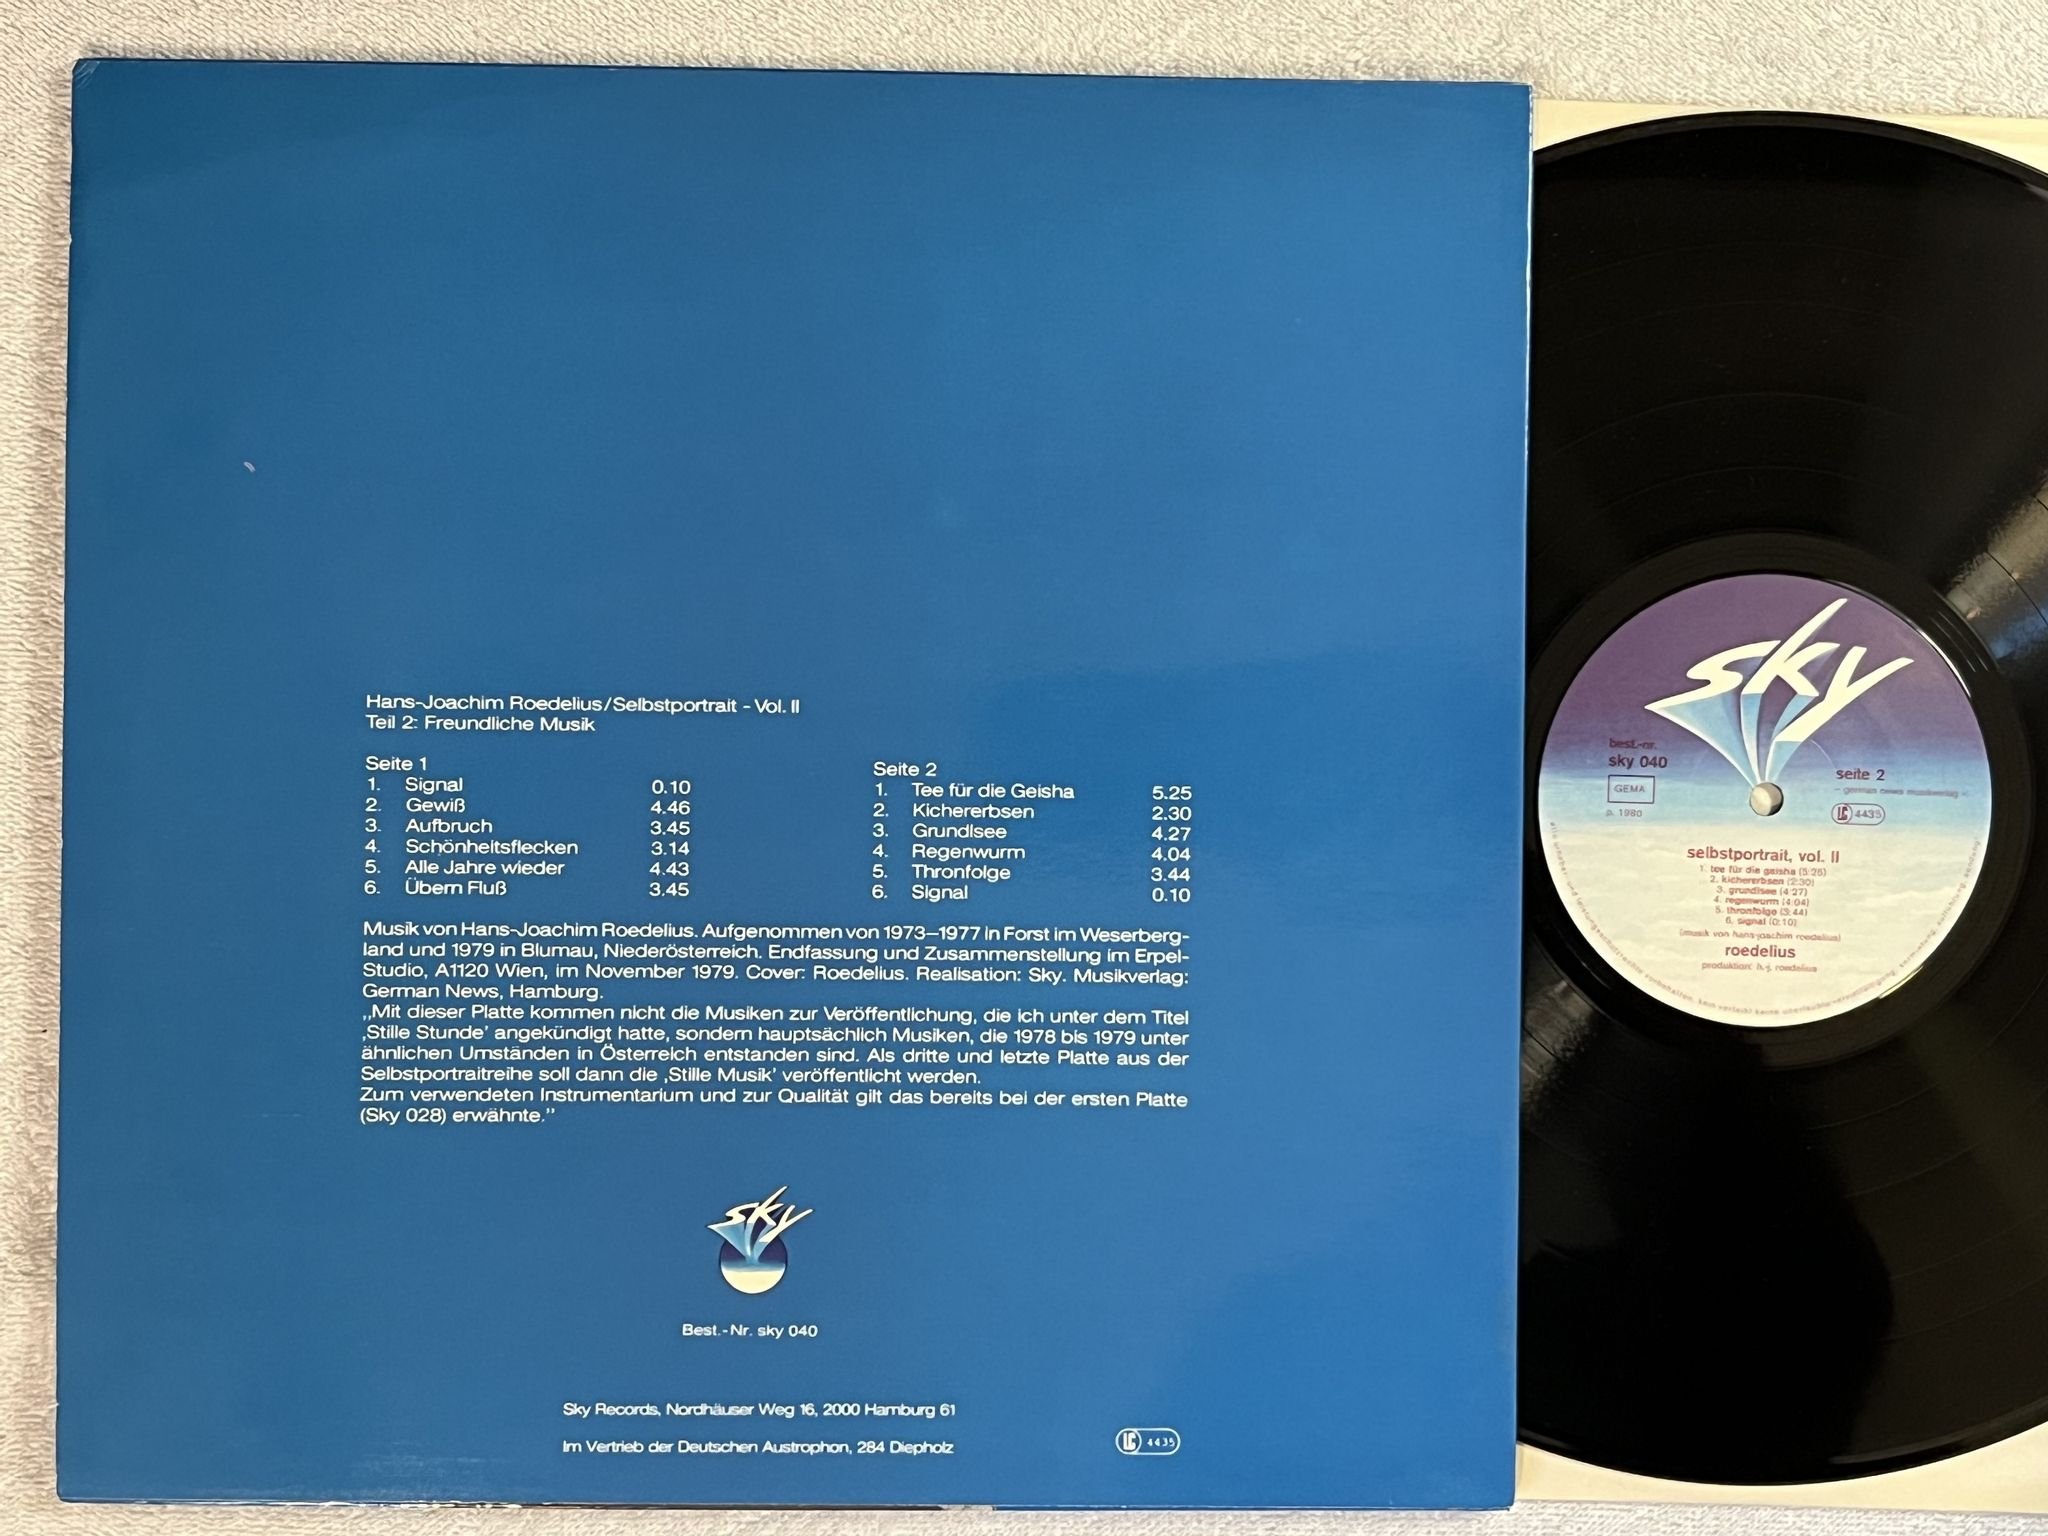 Hans-Joachim Roedelius/Selbstportrait - Vol. II
Teil 2: Freundliche Musik
Seite 1
1. Signal 0.10
2. Gewiß 4.46
3. Aufbruch 3.45
4. Schönheitsflecken 3.14
5. Alle Jahre wieder 4.43
6. Übern Fluß 3.45
Seite 2
1. Tee für die Geisha 5.25
2. Kichererbsen 2.30
3. Grundlsee 4.27
4. Regenwurm 4.04
5. Thronfolge 3.44
6. Signal 0.10
Musik von Hans-Joachim Roedelius. Aufgenommen von 1973–1977 in Forst im Weserberg-
land und 1979 in Blumau, Niederösterreich. Endfassung und Zusammenstellung im Erpel-
Studio, A1120 Wien, im November 1979. Cover: Roedelius. Realisation: Sky. Musikverlag:
German News, Hamburg.
„Mit dieser Platte kommen nicht die Musiken zur Veröffentlichung, die ich unter dem Titel
‚Stille Stunde’ angekündigt hatte, sondern hauptsächlich Musiken, die 1978 bis 1979 unter
ähnlichen Umständen in Österreich entstanden sind. Als dritte und letzte Platte aus der
Selbstportraitreihe soll dann die ‚Stille Musik’ veröffentlicht werden.
Zum verwendeten Instrumentarium und zur Qualität gilt das bereits bei der ersten Platte
(Sky 028) erwähnte.”
sky
Best.-Nr. sky 040
Sky Records, Nordhäuser Weg 16, 2000 Hamburg 61
Im Vertrieb der Deutschen Austrophon, 284 Diepholz
LC 4435
sky
best.-nr.
sky 040
GEMA
p. 1980
seite 2
- german news musikverlag -
LC 4435
selbstportrait, vol. II
1. tee für die geisha (5:25)
2. kichererbsen (2:30)
3. grundlsee (4:27)
4. regenwurm (4:04)
5. thronfolge (3:44)
6. signal (0:10)
(musik von hans-joachim roedelius)
roedelius
produktion: h.-j. roedelius